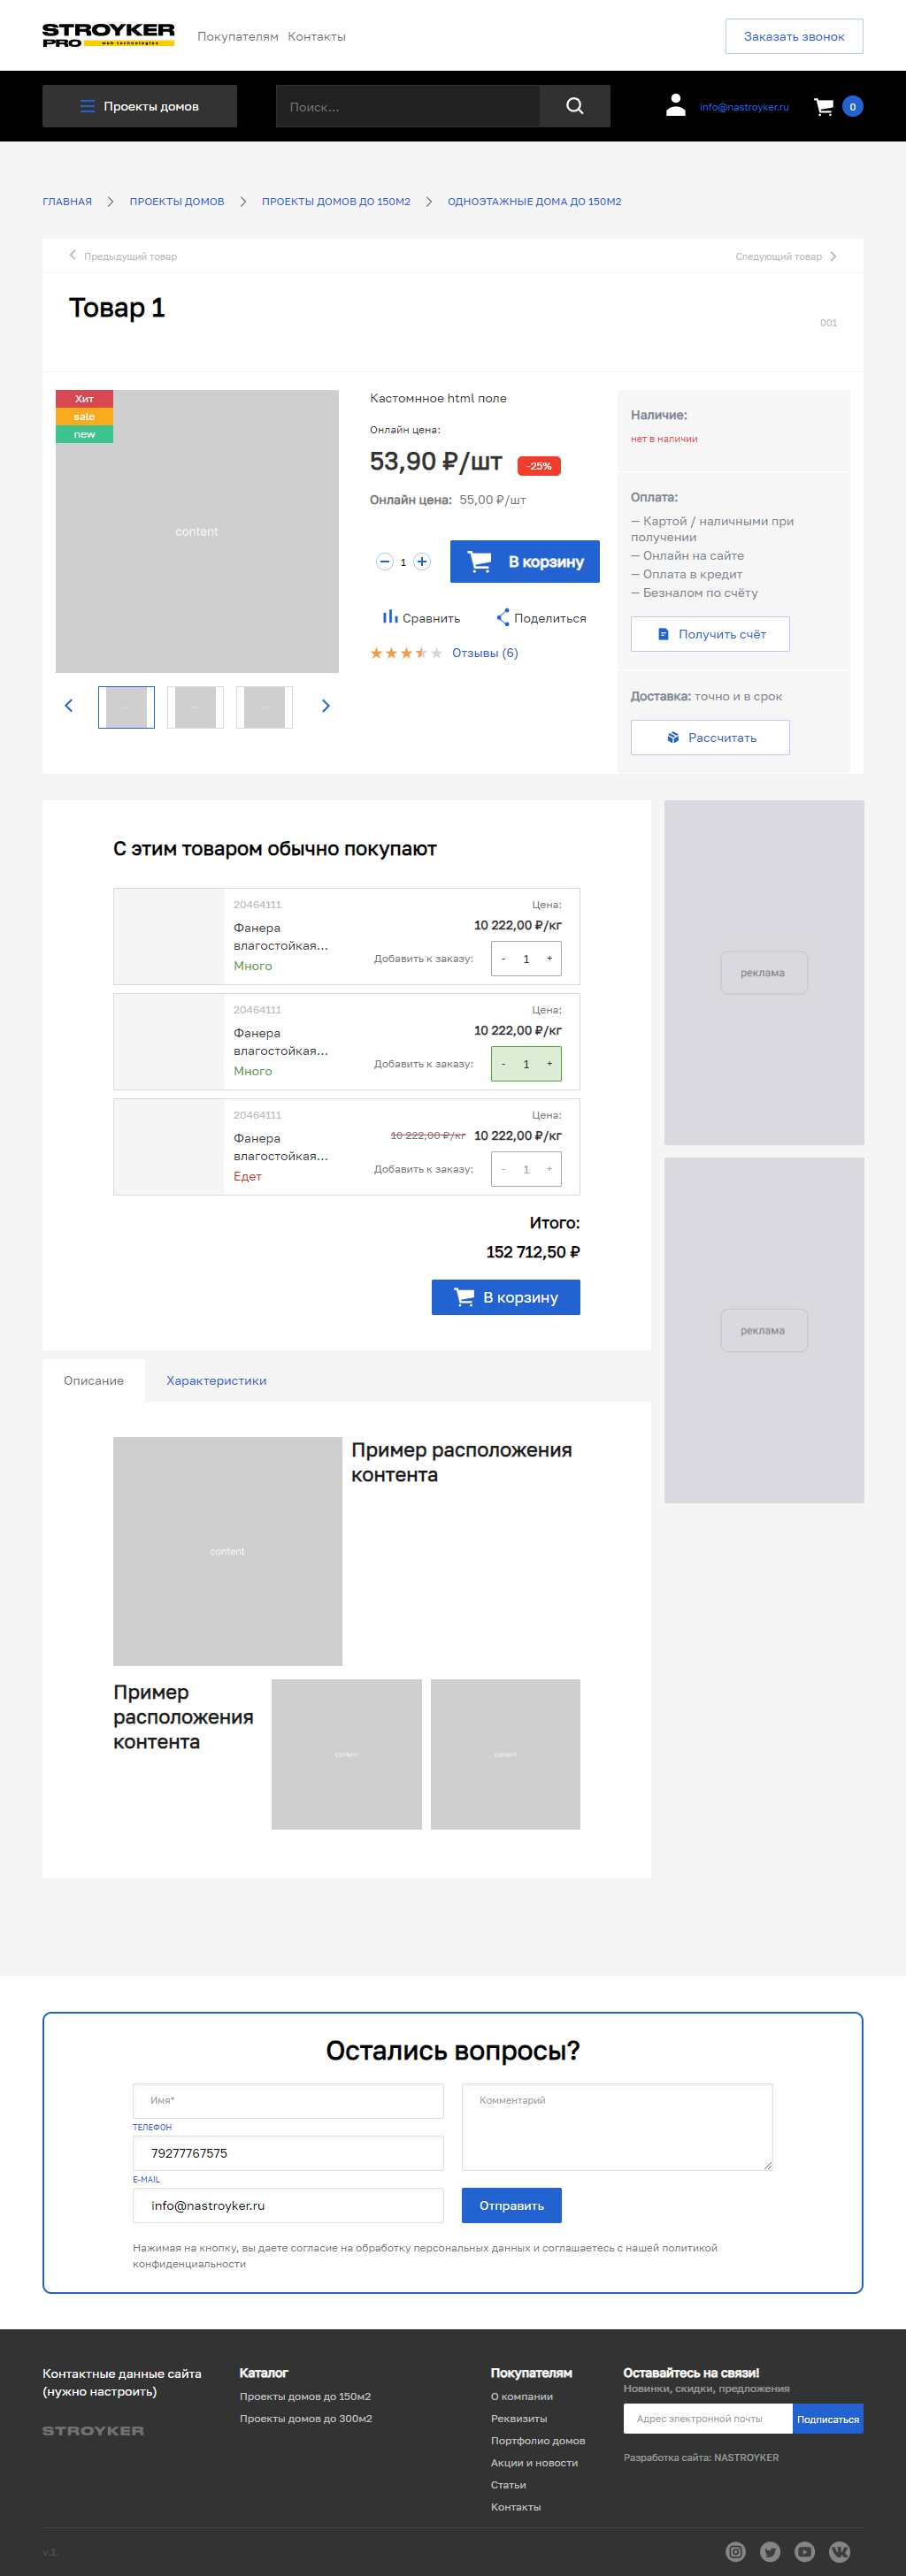 STROYKER
PRO web technologies
Покупателям Контакты
Заказать звонок
Проекты домов
Поиск...
info@nastroyker.ru
0
ГЛАВНАЯ
ПРОЕКТЫ ДОМОВ
ПРОЕКТЫ ДОМОВ ДО 150М2
ОДНОЭТАЖНЫЕ ДОМА ДО 150М2
Предыдущий товар
Следующий товар
Товар 1
001
Хит
sale
new
content
Кастомнное html поле
Онлайн цена:
53,90 ₽/шт
-25%
Онлайн цена: 55,00 ₽/шт
1
В корзину
Сравнить
Поделиться
Отзывы (6)
Наличие:
нет в наличии
Оплата:
— Картой / наличными при
получении
— Онлайн на сайте
— Оплата в кредит
— Безналом по счёту
Получить счёт
Доставка: точно и в срок
Рассчитать
С этим товаром обычно покупают
20464111
Цена:
Фанера
влагостойкая...
10 222,00 ₽/кг
Много
Добавить к заказу:
- 1 +
20464111
Цена:
Фанера
влагостойкая...
10 222,00 ₽/кг
Много
Добавить к заказу:
- 1 +
20464111
Цена:
Фанера
влагостойкая...
10 222,00 ₽/кг 10 222,00 ₽/кг
Едет
Добавить к заказу:
- 1 +
Итого:
152 712,50 ₽
В корзину
реклама
реклама
Описание
Характеристики
content
Пример расположения
контента
Пример
расположения
контента
content
content
Остались вопросы?
Имя*
Комментарий
ТЕЛЕФОН
79277767575
E-MAIL
info@nastroyker.ru
Отправить
Нажимая на кнопку, вы даете согласие на обработку персональных данных и соглашаетесь с нашей политикой
конфиденциальности
Контактные данные сайта
(нужно настроить)
STROYKER
Каталог
Проекты домов до 150м2
Проекты домов до 300м2
Покупателям
О компании
Реквизиты
Портфолио домов
Акции и новости
Статьи
Контакты
Оставайтесь на связи!
Новинки, скидки, предложения
Адрес электронной почты
Подписаться
Разработка сайта: NASTROYKER
v.1.